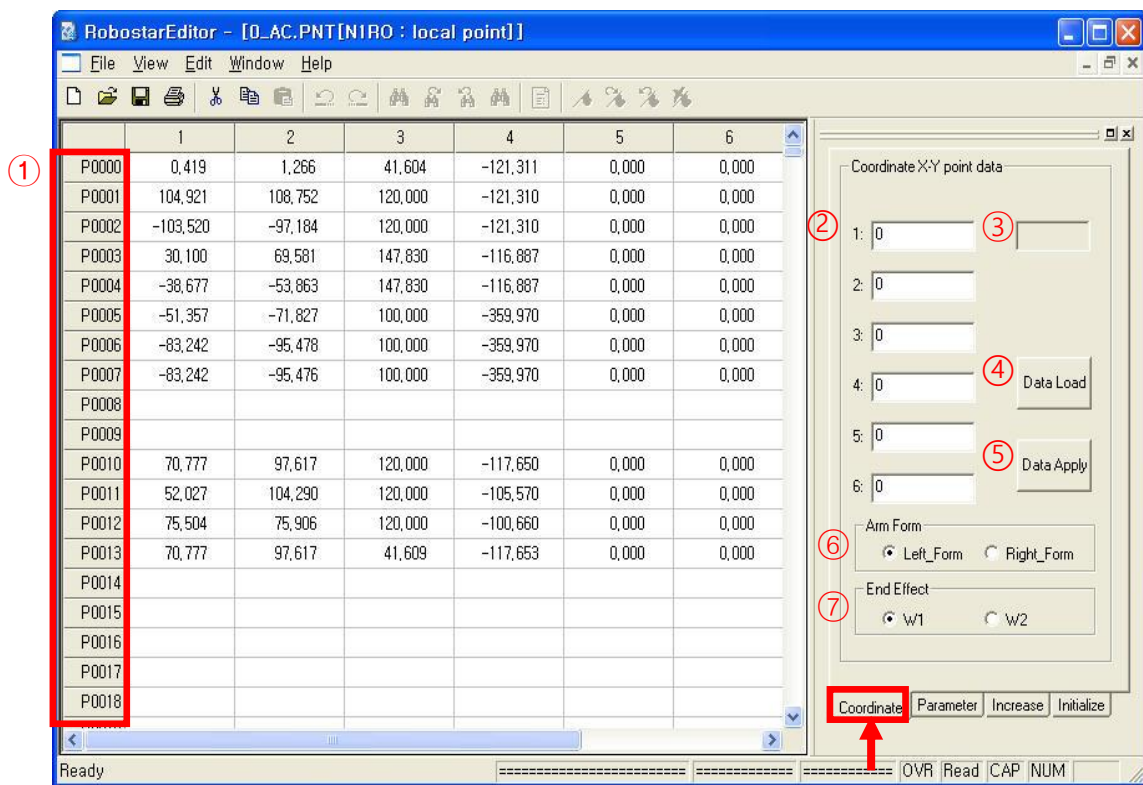 RobostarEditor - [0_AC.PNT[N1RO : local point]]
File View Edit Window Help
1 2 3 4 5 6
① P0000 0,419 1,266 41,604 -121,311 0,000 0,000
P0001 104,921 108,752 120,000 -121,310 0,000 0,000
P0002 -103,520 -97,184 120,000 -121,310 0,000 0,000
P0003 30,100 69,581 147,830 -116,887 0,000 0,000
P0004 -38,677 -53,863 147,830 -116,887 0,000 0,000
P0005 -51,357 -71,827 100,000 -359,970 0,000 0,000
P0006 -83,242 -95,478 100,000 -359,970 0,000 0,000
P0007 -83,242 -95,476 100,000 -359,970 0,000 0,000
P0008
P0009
P0010 70,777 97,617 120,000 -117,650 0,000 0,000
P0011 52,027 104,290 120,000 -105,570 0,000 0,000
P0012 75,504 75,906 120,000 -100,660 0,000 0,000
P0013 70,777 97,617 41,609 -117,653 0,000 0,000
P0014
P0015
P0016
P0017
P0018
Coordinate X-Y point data
② 1: 0 ③
2: 0
3: 0
4: 0 ④ Data Load
5: 0
⑤ Data Apply
6: 0
Arm Form
⑥ Left_Form Right_Form
End Effect
⑦ W1 W2
Coordinate Parameter Increase Initialize
Ready ========================= ============= ============ OVR Read CAP NUM